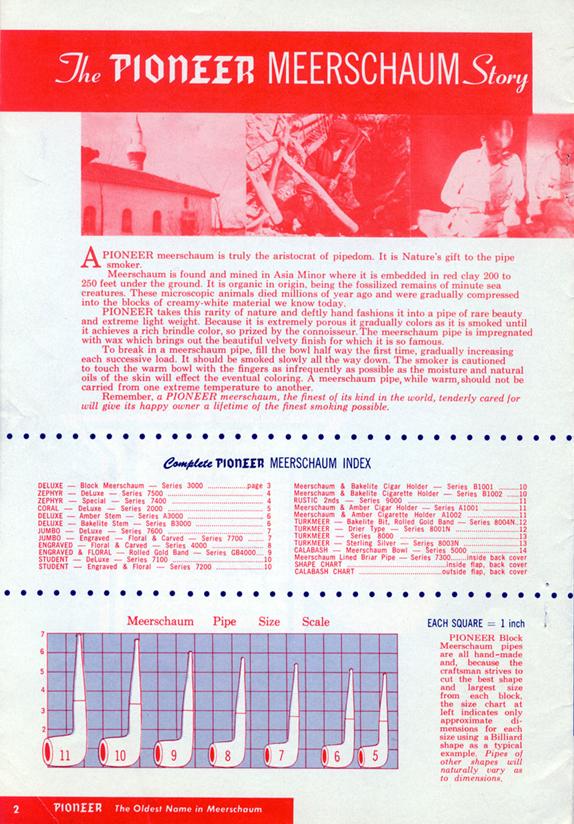 The PIONEER MEERSCHAUM Story
A PIONEER meerschaum is truly the aristocrat of pipedom. It is Nature's gift to the pipe
smoker.
Meerschaum is found and mined in Asia Minor where it is embedded in red clay 200 to
250 feet under the ground. It is organic in origin, being the fossilized remains of minute sea
creatures. These microscopic animals died millions of year ago and were gradually compressed
into the blocks of creamy-white material we know today.
PIONEER takes this rarity of nature and deftly hand fashions it into a pipe of rare beauty
and extreme light weight. Because it is extremely porous it gradually colors as it is smoked until
it achieves a rich brindle color, so prized by the connoisseur. The meerschaum pipe is impregnated
with wax which brings out the beautiful velvety finish for which it is so famous.
To break in a meerschaum pipe, fill the bowl half way the first time, gradually increasing
each successive load. It should be smoked slowly all the way down. The smoker is cautioned
to touch the warm bowl with the fingers as infrequently as possible as the moisture and natural
oils of the skin will effect the eventual coloring. A meerschaum pipe, while warm, should not be
carried from one extreme temperature to another.
Remember, a PIONEER meerschaum, the finest of its kind in the world, tenderly cared for
will give its happy owner a lifetime of the finest smoking possible.
Complete PIONEER MEERSCHAUM INDEX
DELUXE — Block Meerschaum — Series 3000 ................page 3
ZEPHYR — DeLuxe — Series 7500 ................ 4
ZEPHYR — Special — Series 7400 ................ 4
CORAL — DeLuxe — Series 2000 ................ 5
DELUXE — Amber Stem — Series A3000 ................ 6
DELUXE — Bakelite Stem — Series B3000 ................ 6
JUMBO — DeLuxe — Series 7600 ................ 7
JUMBO — Engraved — Floral & Carved — Series 7700 ........ 7
ENGRAVED — Floral & Carved — Series 4000 ................ 8
ENGRAVED & FLORAL — Rolled Gold Band — Series GB4000.... 9
STUDENT — DeLuxe — Series 7100 ................10
STUDENT — Engraved & Floral — Series 7200 ................10
Meerschaum & Bakelite Cigar Holder — Series B1001 ........10
Meerschaum & Bakelite Cigarette Holder — Series B1002 ....10
RUSTIC 2nds — Series 9000 ................ 4
Meerschaum & Amber Cigar Holder — Series A1001 ........11
Meerschaum & Amber Cigarette Holder A1002 ................11
TURKMEER — Bakelite Bit, Rolled Gold Band — Series 8004N..12
TURKMEER — Drier Type — Series 8001N ................12
TURKMEER — Series 8000 ................13
TURKMEER — Sterling Silver — Series 8003N ................13
CALABASH — Meerschaum Bowl — Series 5000 ................14
Meerschaum Lined Briar Pipe — Series 7300......inside back cover
SHAPE CHART ................inside flap, back cover
CALABASH CHART ................outside flap, back cover
Meerschaum Pipe Size Scale
7
6
5
4
3
2
11 10 9 8 7 6 5
EACH SQUARE = 1 inch
PIONEER Block
Meerschaum pipes
are all hand-made
and, because the
craftsman strives to
cut the best shape
and largest size
from each block,
the size chart at
left indicates only
approximate di-
mensions for each
size using a Billiard
shape as a typical
example. Pipes of
other shapes will
naturally vary as
to dimensions.
2 PIONEER The Oldest Name in Meerschaum